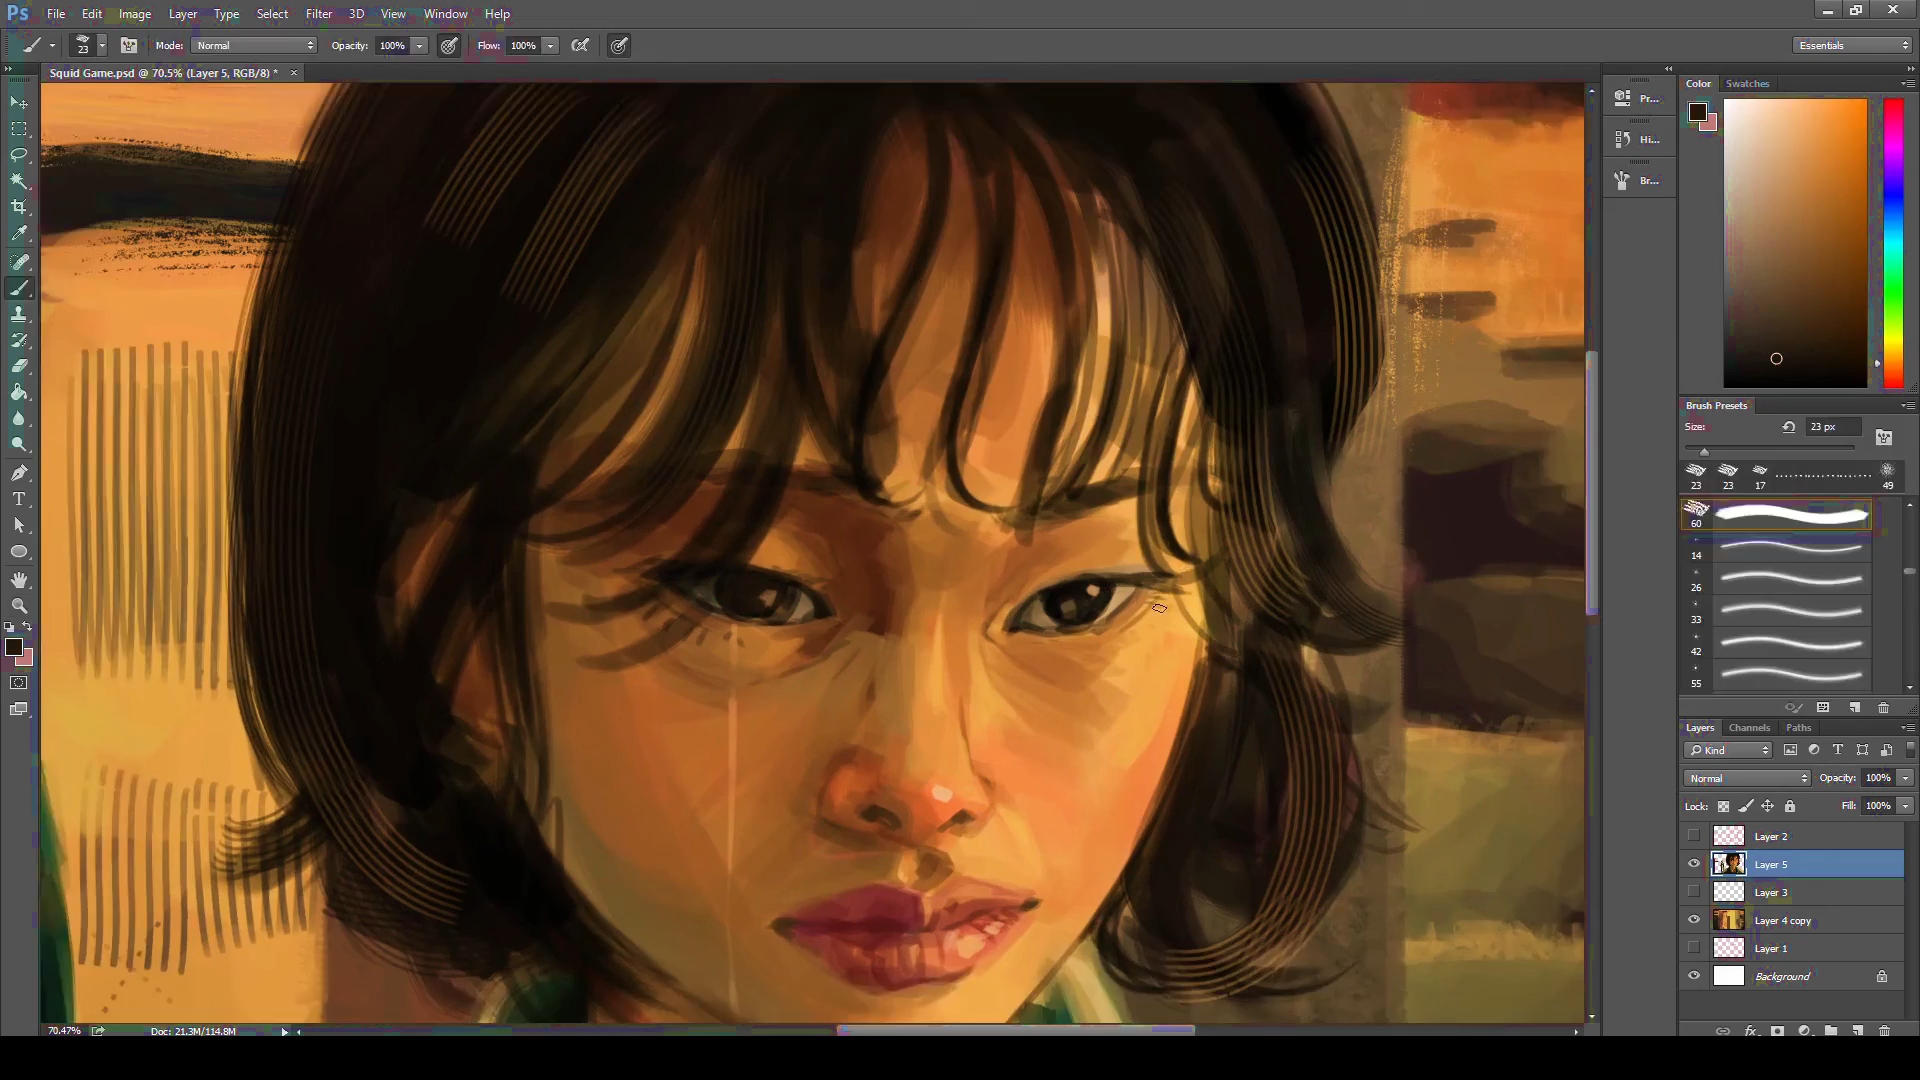 Ps File Edit Image Layer Type Select Filter 3D View Window Help
23 Mode: Normal Opacity: 100% Flow: 100% Essentials
Squid Game.psd @ 70.5% (Layer 5, RGB/8) * ×
Color Swatches
Pr...
Hi...
Br...
Brush Presets
Size: 23 px
23 23 17 49
60
14
26
33
42
55
Layers Channels Paths
Kind
Normal Opacity: 100%
Lock: Fill: 100%
Layer 2
Layer 5
Layer 3
Layer 4 copy
Layer 1
Background
70.47% Doc: 21.3M/114.8M
fx